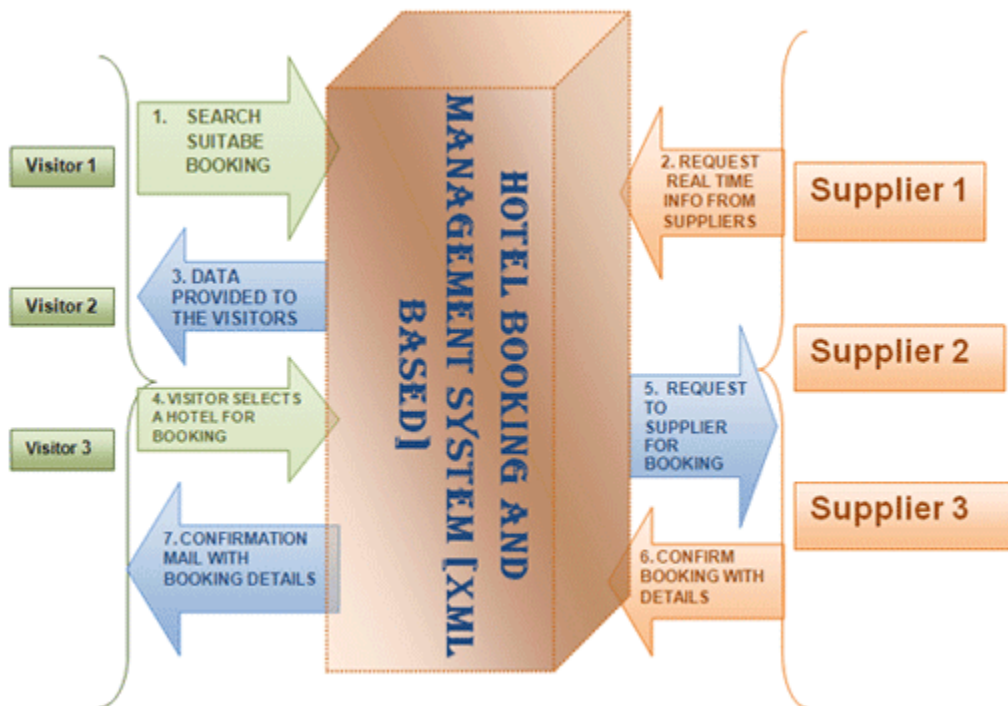 Visitor 1
Visitor 2
Visitor 3
1. SEARCH
SUITABE
BOOKING
3. DATA
PROVIDED TO
THE VISITORS
4. VISITOR SELECTS
A HOTEL FOR
BOOKING
7. CONFIRMATION
MAIL WITH
BOOKING DETAILS
HOTEL BOOKING AND
MANAGEMENT SYSTEM [XML
BASED]
2. REQUEST
REAL TIME
INFO FROM
SUPPLIERS
5. REQUEST
TO
SUPPLIER
FOR
BOOKING
6. CONFIRM
BOOKING WITH
DETAILS
Supplier 1
Supplier 2
Supplier 3